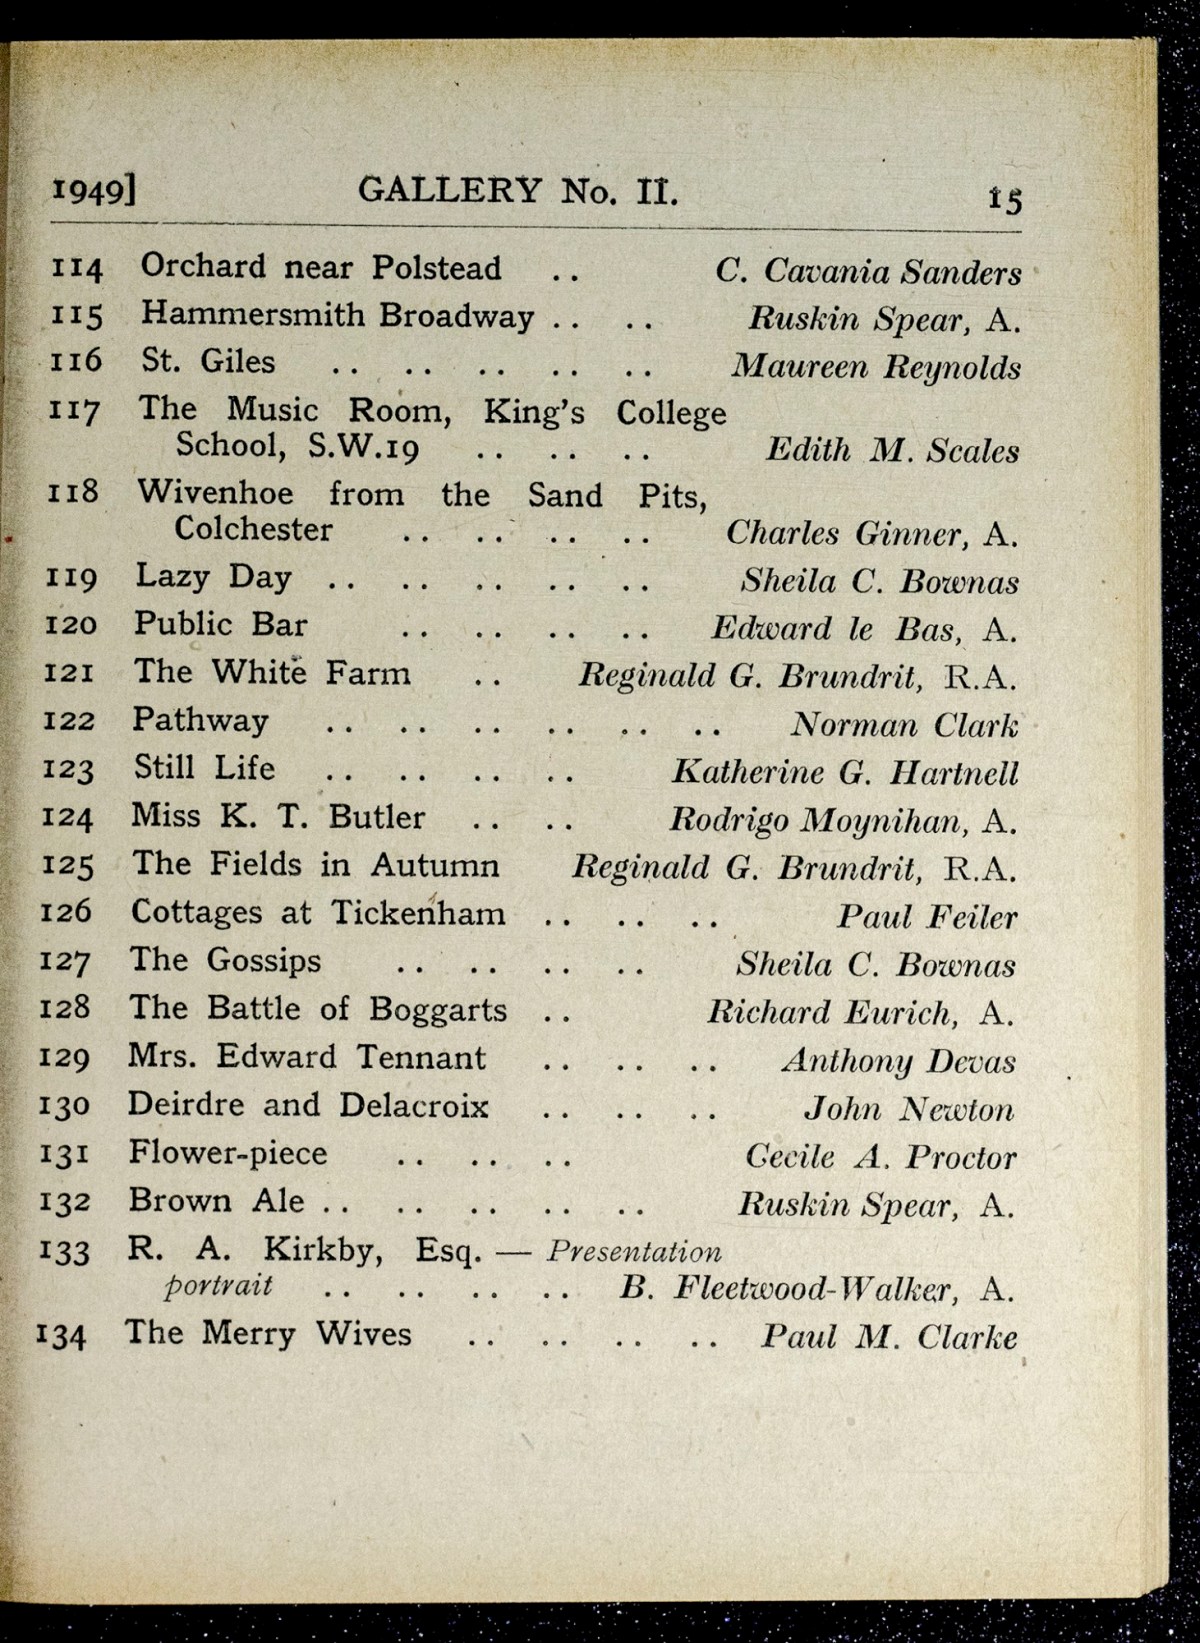 1949] GALLERY No. II. 15
114 Orchard near Polstead .. C. Cavania Sanders
115 Hammersmith Broadway .. .. Ruskin Spear, A.
116 St. Giles .. .. .. .. .. Maureen Reynolds
117 The Music Room, King's College
School, S.W.19 .. .. .. Edith M. Scales
118 Wivenhoe from the Sand Pits,
Colchester .. .. .. .. Charles Ginner, A.
119 Lazy Day .. .. .. .. .. Sheila C. Bownas
120 Public Bar .. .. .. .. Edward le Bas, A.
121 The White Farm .. Reginald G. Brundrit, R.A.
122 Pathway .. .. .. .. .. .. Norman Clark
123 Still Life .. .. .. .. Katherine G. Hartnell
124 Miss K. T. Butler .. .. Rodrigo Moynihan, A.
125 The Fields in Autumn Reginald G. Brundrit, R.A.
126 Cottages at Tickenham .. .. .. Paul Feiler
127 The Gossips .. .. .. .. Sheila C. Bownas
128 The Battle of Boggarts .. Richard Eurich, A.
129 Mrs. Edward Tennant .. .. .. Anthony Devas
130 Deirdre and Delacroix .. .. .. John Newton
131 Flower-piece .. .. .. Cecile A. Proctor
132 Brown Ale .. .. .. .. .. Ruskin Spear, A.
133 R. A. Kirkby, Esq. — Presentation
portrait .. .. .. .. B. Fleetwood-Walker, A.
134 The Merry Wives .. .. .. .. Paul M. Clarke